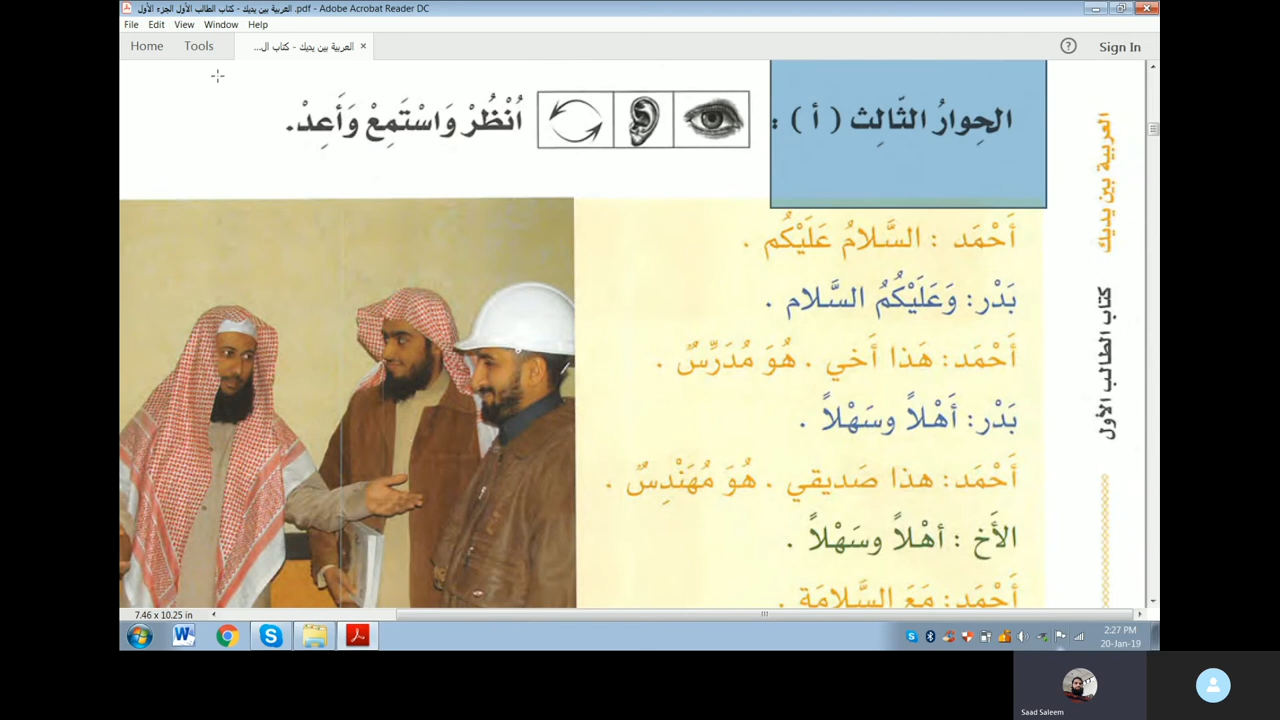 العربية بين يديك - كتاب الطالب الأول الجزء الأول .pdf - Adobe Acrobat Reader DC
File Edit View Window Help
Home Tools العربية بين يديك - كتاب ال... × ? Sign In
الحِوارُ الثّالِث ( أ ) :
اُنْظُرْ وَاسْتَمِعْ وَأَعِدْ.
أَحْمَد : السَّلامُ عَلَيْكُم .
بَدْر: وَعَلَيْكُمُ السَّلام .
أَحْمَد: هَذا أَخي . هُوَ مُدَرِّسٌ .
بَدْر: أَهْلاً وسَهْلاً .
أَحْمَد: هذا صَديقي . هُوَ مُهَنْدِسٌ .
الأَخ : أهْلاً وسَهْلاً .
أَحْمَد: مَعَ السَّلامَة .
العربية بين يديك
كتاب الطالب الأول
7.46 x 10.25 in
2:27 PM
20-Jan-19
Saad Saleem